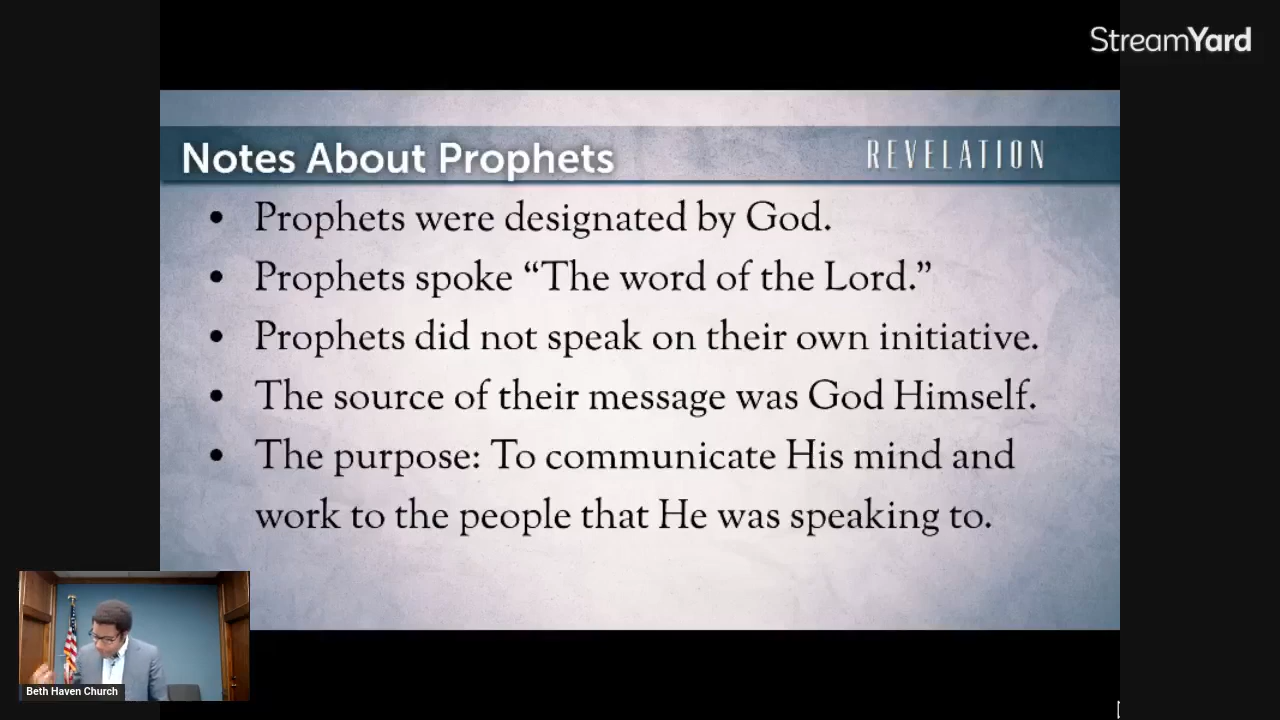 StreamYard
Notes About Prophets
REVELATION
• Prophets were designated by God.
• Prophets spoke “The word of the Lord.”
• Prophets did not speak on their own initiative.
• The source of their message was God Himself.
• The purpose: To communicate His mind and
work to the people that He was speaking to.
Beth Haven Church